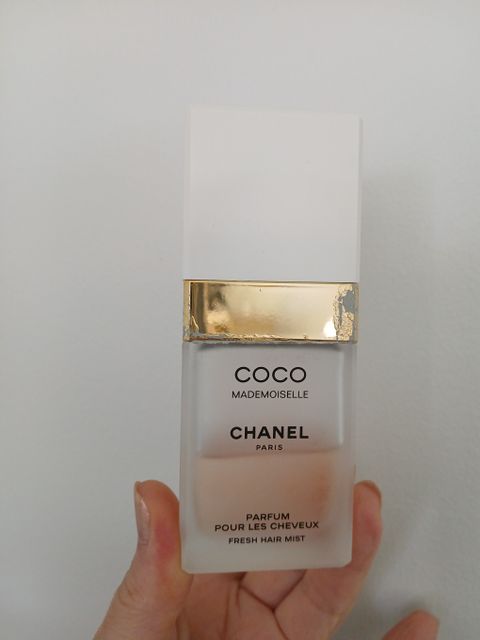 COCO
MADEMOISELLE
CHANEL
PARIS
PARFUM
POUR LES CHEVEUX
FRESH HAIR MIST